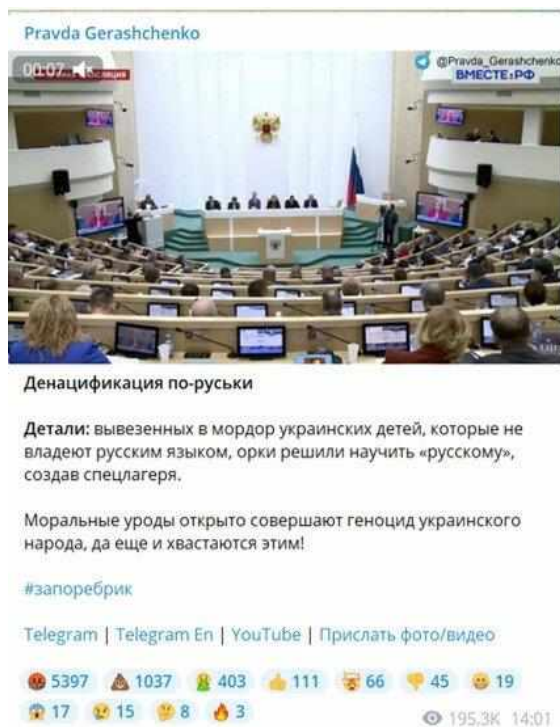 Pravda Gerashchenko
00:07
@Pravda_Gerashchenko
ВМЕСТЕ-РФ
Денацификация по-руськи
Детали: вывезенных в мордор украинских детей, которые не
владеют русским языком, орки решили научить «русскому»,
создав спецлагеря.
Моральные уроды открыто совершают геноцид украинского
народа, да еще и хвастаются этим!
#запоребрик
Telegram | Telegram En | YouTube | Прислать фото/видео
5397 1037 403 111 66 45 19
17 15 8 3
195.3K 14:01